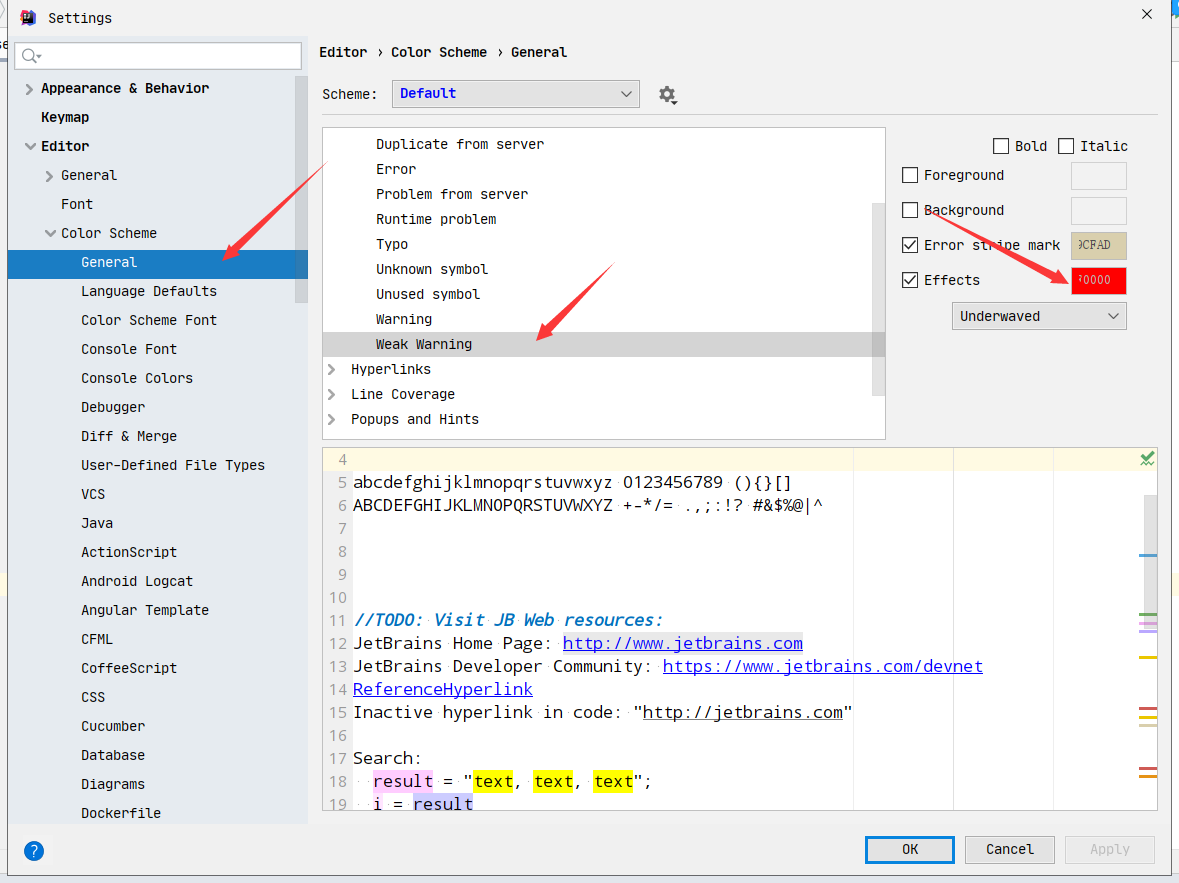 Settings
Editor › Color Scheme › General
Scheme: Default
Appearance & Behavior
Keymap
Editor
General
Font
Color Scheme
General
Language Defaults
Color Scheme Font
Console Font
Console Colors
Debugger
Diff & Merge
User-Defined File Types
VCS
Java
ActionScript
Android Logcat
Angular Template
CFML
CoffeeScript
CSS
Cucumber
Database
Diagrams
Dockerfile
Duplicate from server
Error
Problem from server
Runtime problem
Typo
Unknown symbol
Unused symbol
Warning
Weak Warning
Hyperlinks
Line Coverage
Popups and Hints
Bold Italic
Foreground
Background
Error stripe mark CFAD
Effects 0000
Underwaved
4
5 abcdefghijklmnopqrstuvwxyz 0123456789 (){}[]
6 ABCDEFGHIJKLMNOPQRSTUVWXYZ +-*/= .,;:!? #&$%@|^
7
8
9
10
11 //TODO: Visit JB Web resources:
12 JetBrains Home Page: http://www.jetbrains.com
13 JetBrains Developer Community: https://www.jetbrains.com/devnet
14 ReferenceHyperlink
15 Inactive hyperlink in code: "http://jetbrains.com"
16
17 Search:
18 result = "text, text, text";
19 i = result
?
OK Cancel Apply